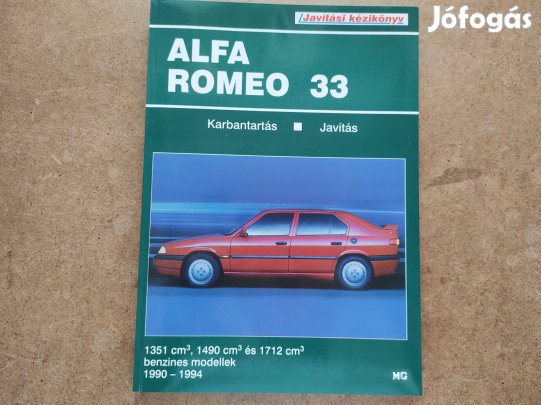 Jófogás
Javítási kézikönyv
ALFA
ROMEO 33
Karbantartás ■ Javítás
1351 cm³, 1490 cm³ és 1712 cm³
benzines modellek
1990 – 1994
MG